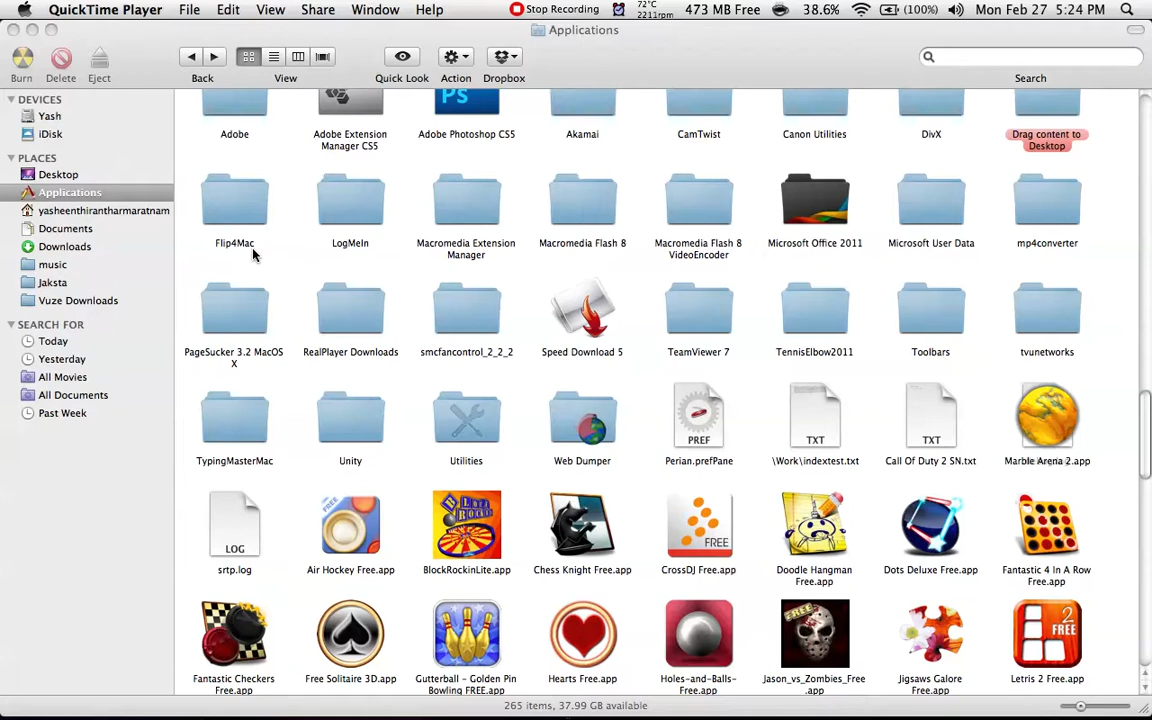 QuickTime Player File Edit View Share Window Help Stop Recording 72°C 2211rpm 473 MB Free 38.6% (100%) Mon Feb 27 5:24 PM
Applications
Burn Delete Eject Back View Quick Look Action Dropbox Search
DEVICES
Yash
iDisk
PLACES
Desktop
Applications
yasheenthirantharmaratnam
Documents
Downloads
music
Jaksta
Vuze Downloads
SEARCH FOR
Today
Yesterday
All Movies
All Documents
Past Week
Ps
Adobe Adobe Extension Manager CS5 Adobe Photoshop CS5 Akamai CamTwist Canon Utilities DivX Drag content to Desktop
Flip4Mac LogMeIn Macromedia Extension Manager Macromedia Flash 8 Macromedia Flash 8 VideoEncoder Microsoft Office 2011 Microsoft User Data mp4converter
PageSucker 3.2 MacOS X RealPlayer Downloads smcfancontrol_2_2_2 Speed Download 5 TeamViewer 7 TennisElbow2011 Toolbars tvunetworks
PREF TXT TXT
TypingMasterMac Unity Utilities Web Dumper Perian.prefPane \Work\indextest.txt Call Of Duty 2 SN.txt Marble Arena 2.app
LOG FREE BLOCK ROCKIN FREE
srtp.log Air Hockey Free.app BlockRockinLite.app Chess Knight Free.app CrossDJ Free.app Doodle Hangman Free.app Dots Deluxe Free.app Fantastic 4 In A Row Free.app
FREE 2 FREE
Fantastic Checkers Free.app Free Solitaire 3D.app Gutterball - Golden Pin Bowling FREE.app Hearts Free.app Holes-and-Balls-Free.app Jason_vs_Zombies_Free.app Jigsaws Galore Free.app Letris 2 Free.app
265 items, 37.99 GB available